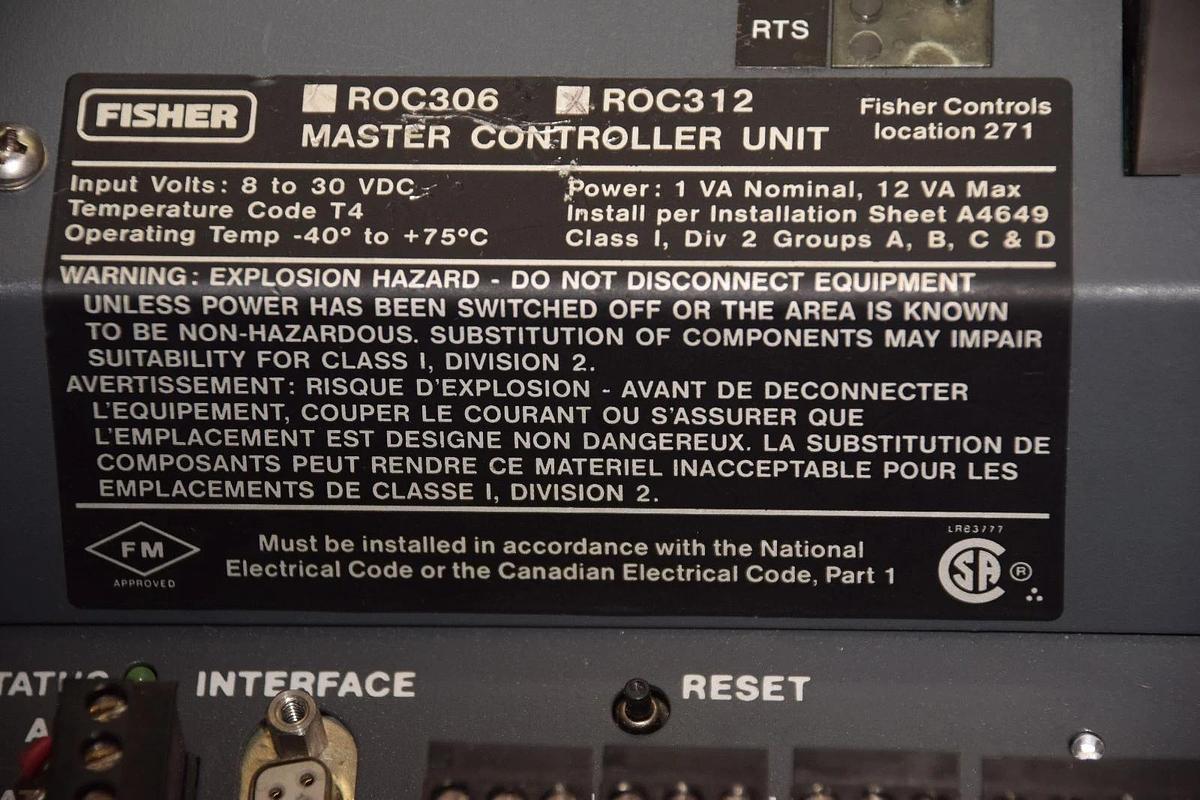 RTS
FISHER
ROC306 ROC312
MASTER CONTROLLER UNIT
Fisher Controls
location 271
Input Volts: 8 to 30 VDC
Temperature Code T4
Operating Temp -40° to +75°C
Power: 1 VA Nominal, 12 VA Max
Install per Installation Sheet A4649
Class I, Div 2 Groups A, B, C & D
WARNING: EXPLOSION HAZARD - DO NOT DISCONNECT EQUIPMENT
UNLESS POWER HAS BEEN SWITCHED OFF OR THE AREA IS KNOWN
TO BE NON-HAZARDOUS. SUBSTITUTION OF COMPONENTS MAY IMPAIR
SUITABILITY FOR CLASS I, DIVISION 2.
AVERTISSEMENT: RISQUE D'EXPLOSION - AVANT DE DECONNECTER
L'EQUIPEMENT, COUPER LE COURANT OU S'ASSURER QUE
L'EMPLACEMENT EST DESIGNE NON DANGEREUX. LA SUBSTITUTION DE
COMPOSANTS PEUT RENDRE CE MATERIEL INACCEPTABLE POUR LES
EMPLACEMENTS DE CLASSE I, DIVISION 2.
FM
APPROVED
Must be installed in accordance with the National
Electrical Code or the Canadian Electrical Code, Part 1
SA ®
INTERFACE
RESET